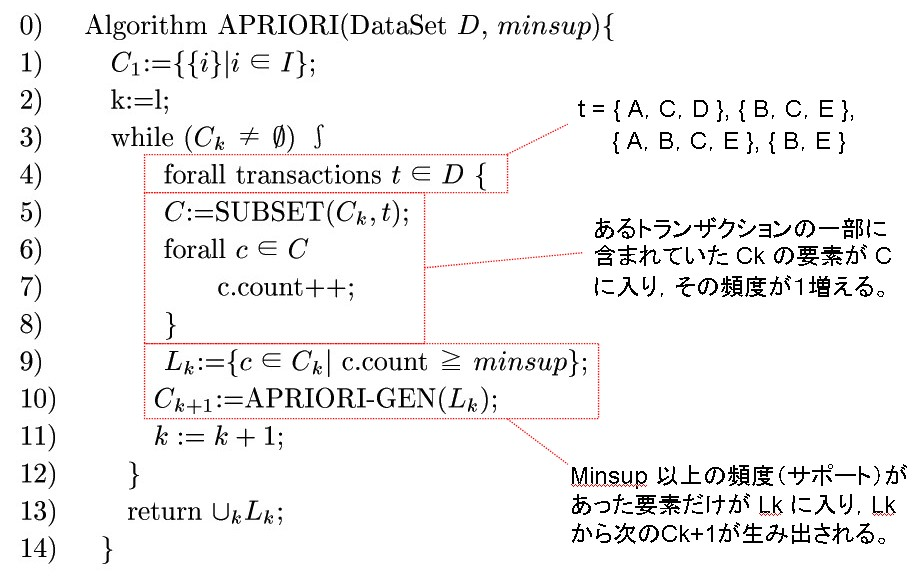 0) Algorithm APRIORI(DataSet D, minsup){
1) C₁:={{i}|i ∈ I};
2) k:=l;
3) while (Cₖ ≠ ∅) ⎰
4) forall transactions t ∈ D {
5) C:=SUBSET(Cₖ,t);
6) forall c ∈ C
7) c.count++;
8) }
9) Lₖ:={c ∈ Cₖ| c.count ≧ minsup};
10) Cₖ₊₁:=APRIORI-GEN(Lₖ);
11) k := k + 1;
12) }
13) return ∪ₖLₖ;
14) }
t = { A, C, D }, { B, C, E },
{ A, B, C, E }, { B, E }
あるトランザクションの一部に
含まれていた Ck の要素が C
に入り，その頻度が1増える。
Minsup 以上の頻度（サポート）が
あった要素だけが Lk に入り，Lk
から次のCk+1が生み出される。